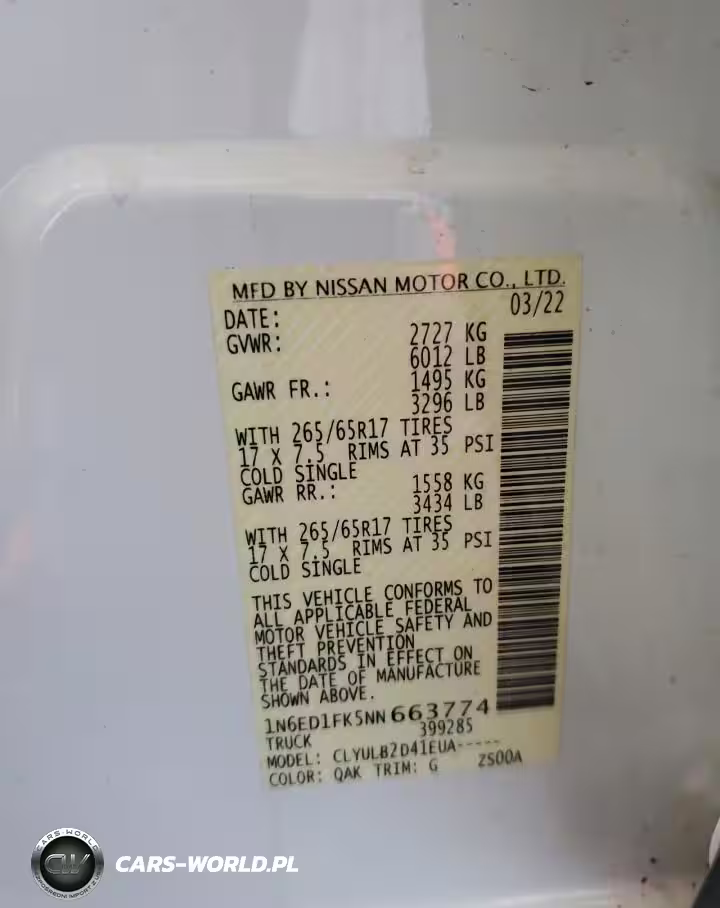 MFD BY NISSAN MOTOR CO., LTD.
DATE: 03/22
GVWR: 2727 KG
6012 LB
GAWR FR.: 1495 KG
3296 LB
WITH 265/65R17 TIRES
17 X 7.5 RIMS AT 35 PSI
COLD SINGLE
GAWR RR.: 1558 KG
3434 LB
WITH 265/65R17 TIRES
17 X 7.5 RIMS AT 35 PSI
COLD SINGLE
THIS VEHICLE CONFORMS TO
ALL APPLICABLE FEDERAL
MOTOR VEHICLE SAFETY AND
THEFT PREVENTION
STANDARDS IN EFFECT ON
THE DATE OF MANUFACTURE
SHOWN ABOVE.
1N6ED1FK5NN663774
TRUCK 399285
MODEL: CLYULB2D41EUA-----
COLOR: QAK TRIM: G ZS00A
CARS-WORLD
CW
CARS-WORLD.PL